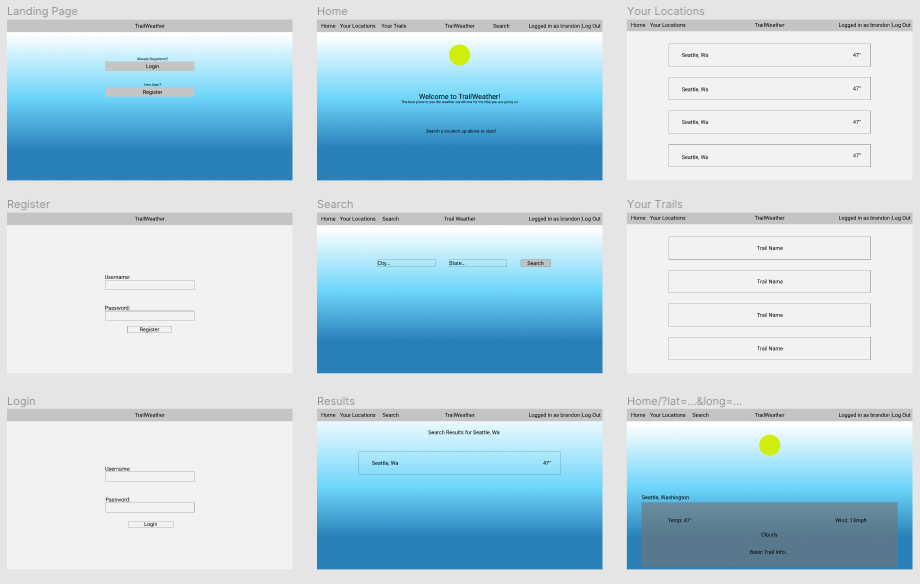 Landing Page
TrailWeather
Already Registered?
Login
New User?
Register
Home
Home Your Locations Your Trails TrailWeather Search Logged in as brandon |Log Out
Welcome to TrailWeather!
The best place to see the weather conditions for the hike you are going on
Search a location up above to start!
Your Locations
Home Your Locations TrailWeather Logged in as brandon |Log Out
Seattle, Wa 47°
Seattle, Wa 47°
Seattle, Wa 47°
Seattle, Wa 47°
Register
TrailWeather
Username:
Password:
Register
Search
Home Your Locations Search Trail Weather Logged in as brandon |Log Out
City... State... Search
Your Trails
Home Your Locations TrailWeather Logged in as brandon |Log Out
Trail Name
Trail Name
Trail Name
Trail Name
Login
TrailWeather
Username:
Password:
Login
Results
Home Your Locations Search TrailWeather Logged in as brandon |Log Out
Search Results for Seattle, Wa
Seattle, Wa 47°
Home/?lat=...&long=...
Home Your Locations Search TrailWeather Logged in as brandon |Log Out
Seattle, Washington
Temp: 47° Wind: 13mph
Cloudy
Basic Trail Info...